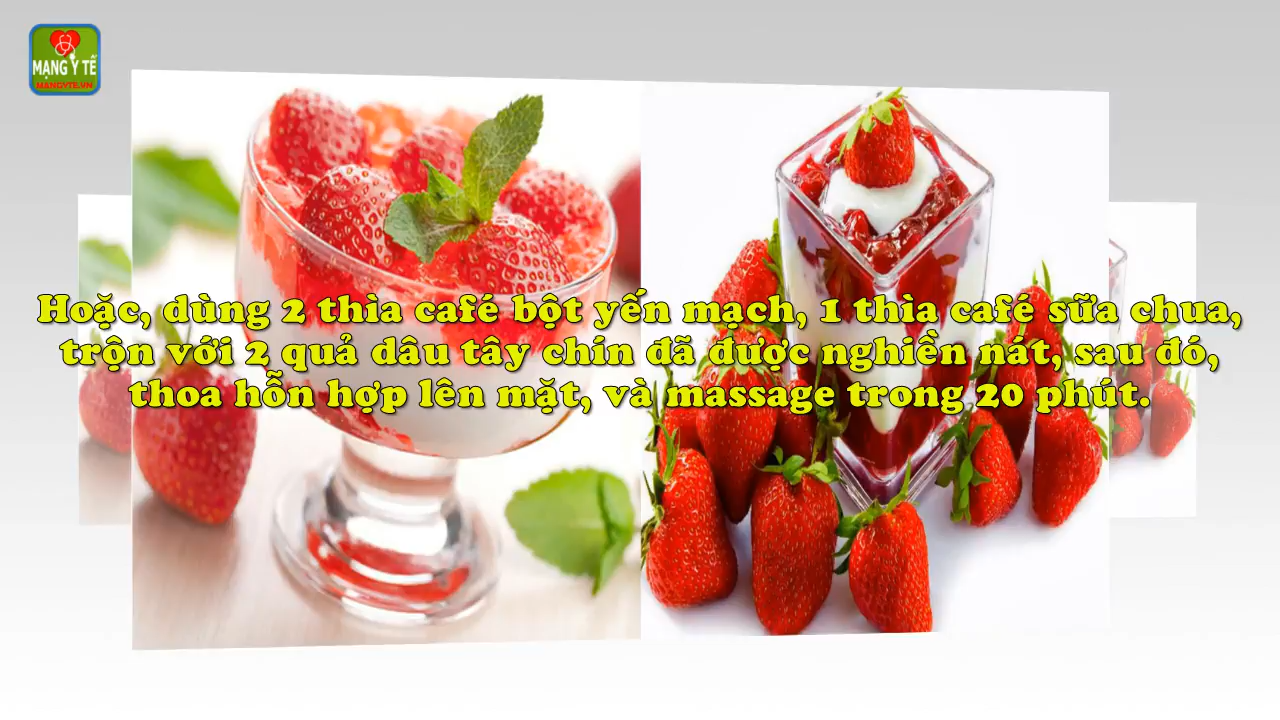 MẠNG Y TẾ
MANGYTE.VN
Hoặc, dùng 2 thìa café bột yến mạch, 1 thìa café sữa chua,
trộn với 2 quả dâu tây chín đã được nghiền nát, sau đó,
thoa hỗn hợp lên mặt, và massage trong 20 phút.